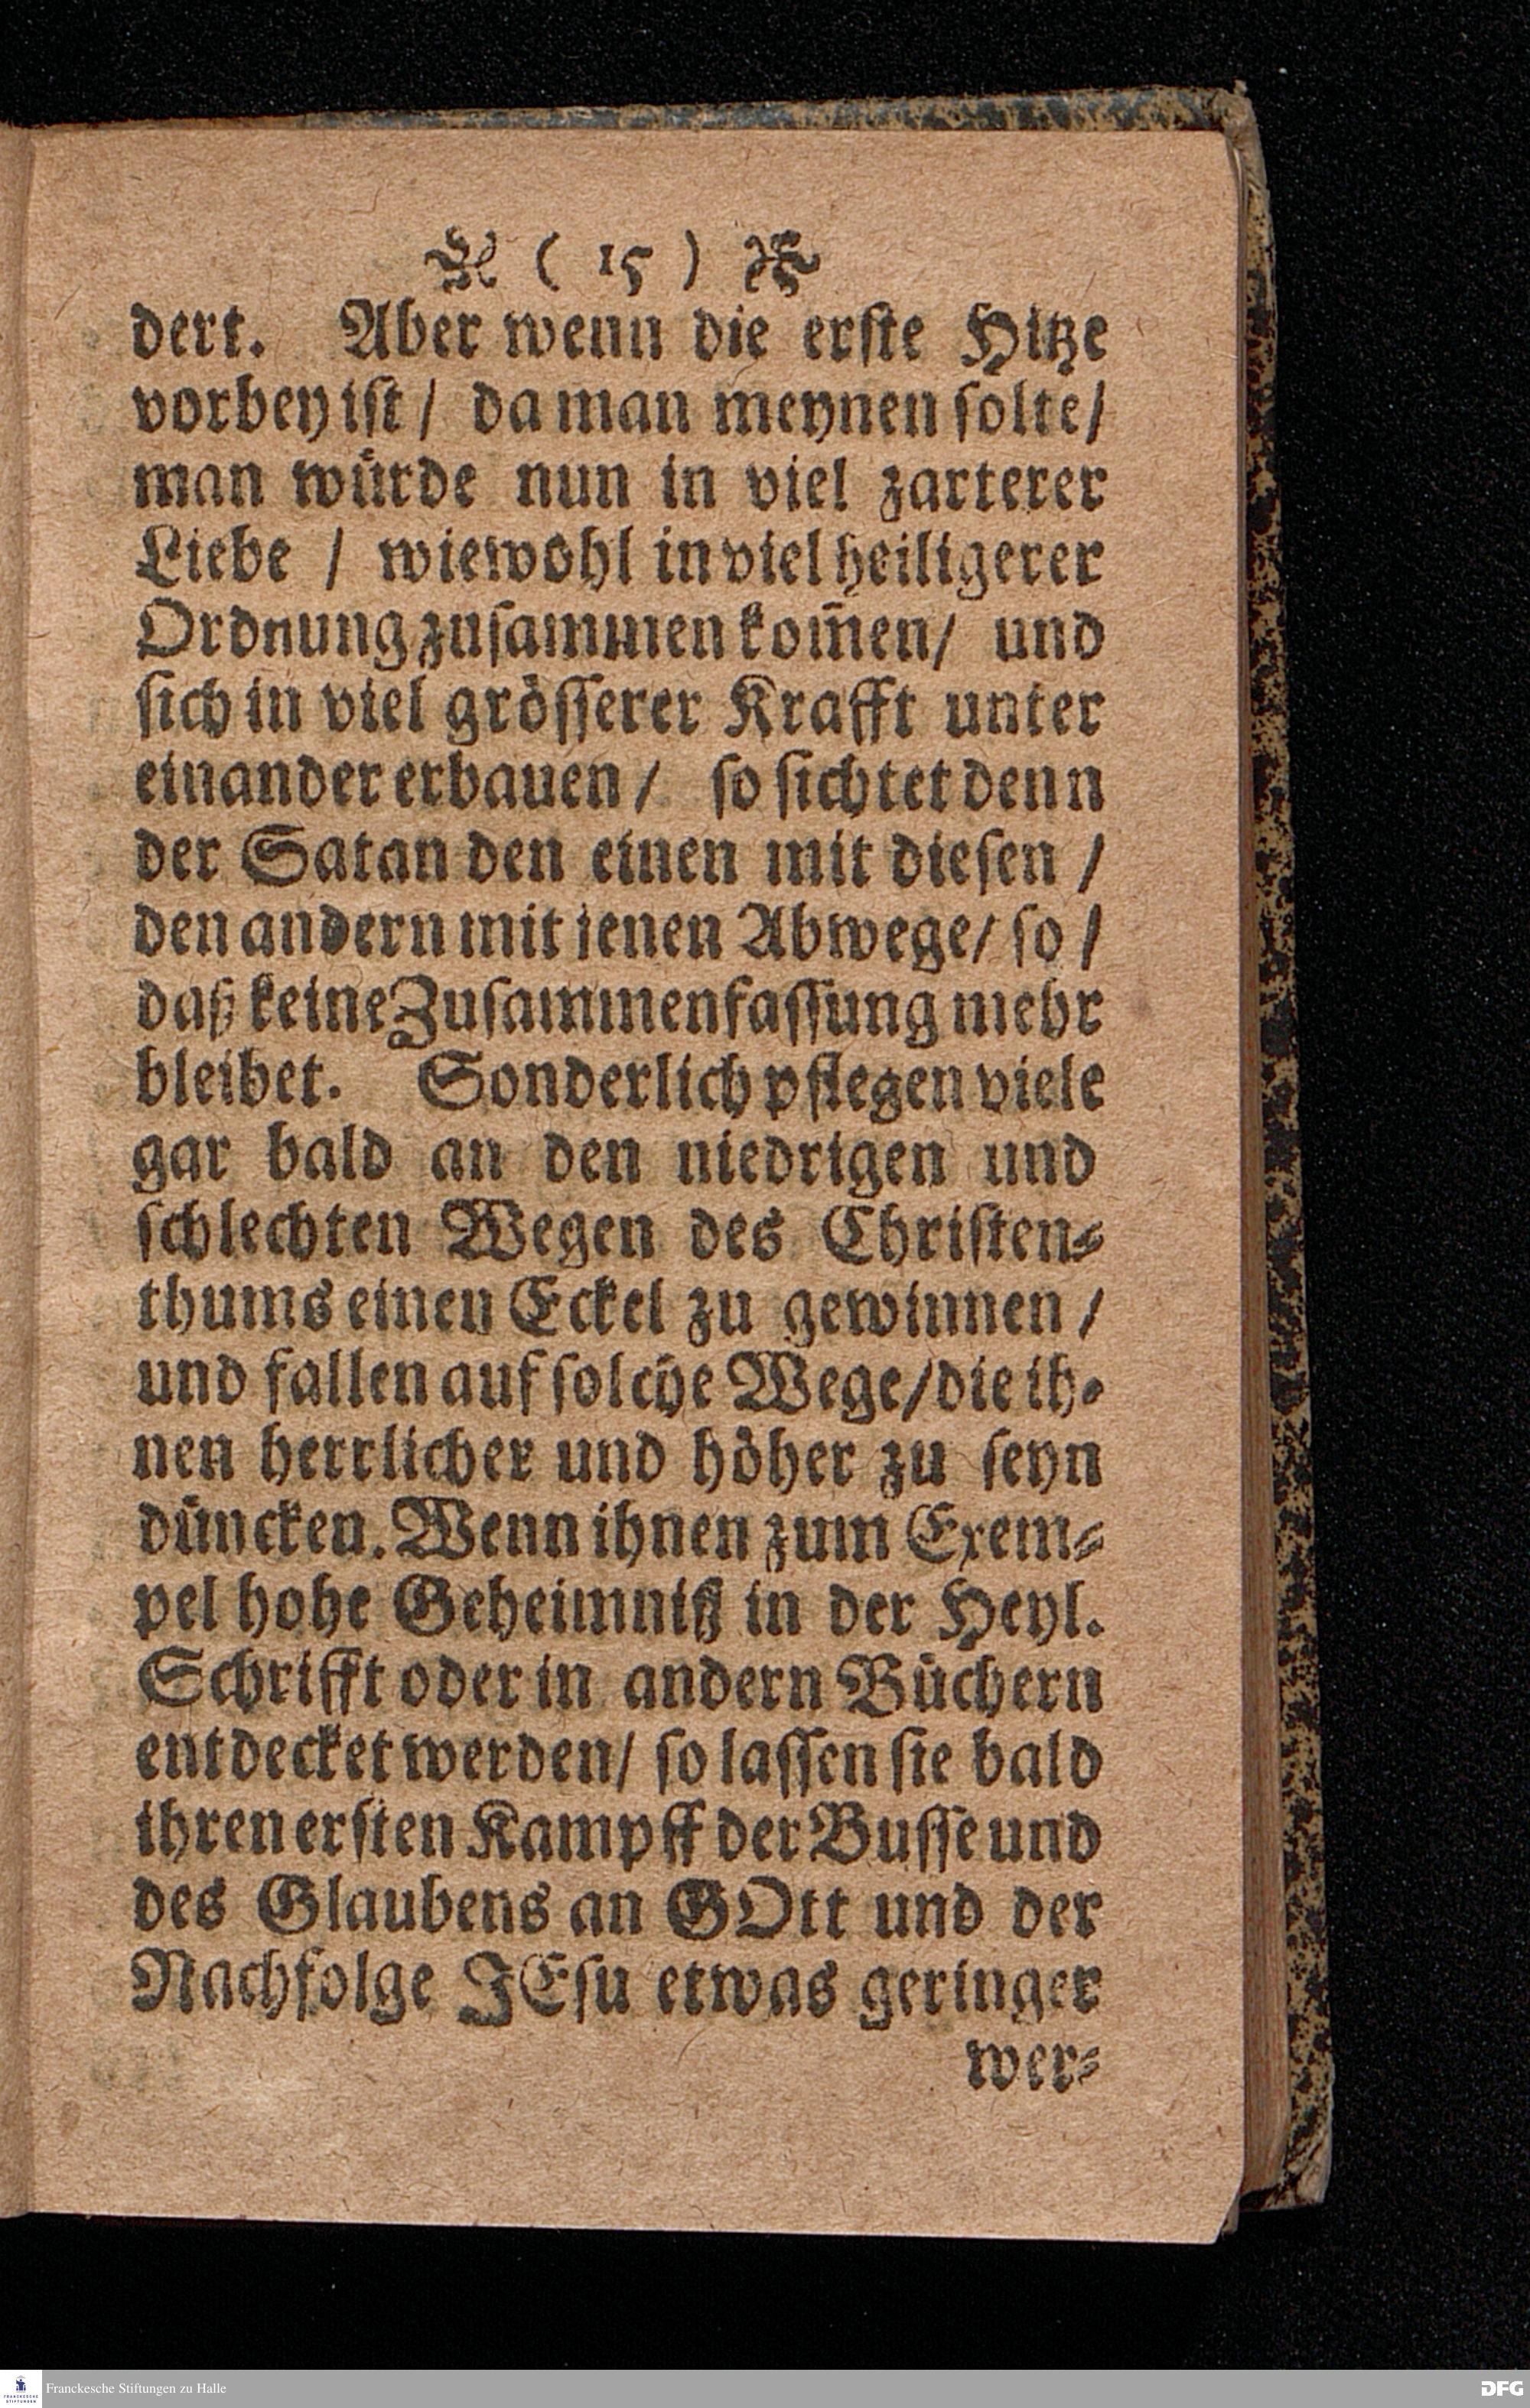 ( 15 )
dert. Aber wenn die erste Hitze
vorbey ist / da man meynen solte /
man würde nun in viel zarterer
Liebe / wiewohl in viel heiligerer
Ordnung zusammen kom̃en / und
sich in viel grösserer Krafft unter
einander erbauen / so sichtet denn
der Satan den einen mit diesen /
den andern mit jenen Abwege / so /
daß keine Zusammenfassung mehr
bleibet. Sonderlich pflegen viele
gar bald an den niedrigen und
schlechten Wegen des Christen-
thums einen Eckel zu gewinnen /
und fallen auf solche Wege / die ih-
nen herrlicher und höher zu seyn
düncken. Wenn ihnen zum Exem-
pel hohe Geheimniß in der Heyl.
Schrifft oder in andern Büchern
entdecket werden / so lassen sie bald
ihren ersten Kampff der Busse und
des Glaubens an GOtt und der
Nachfolge JEsu etwas geringer
wer-
FRANCKESCHE STIFTUNGEN
Franckesche Stiftungen zu Halle
DFG